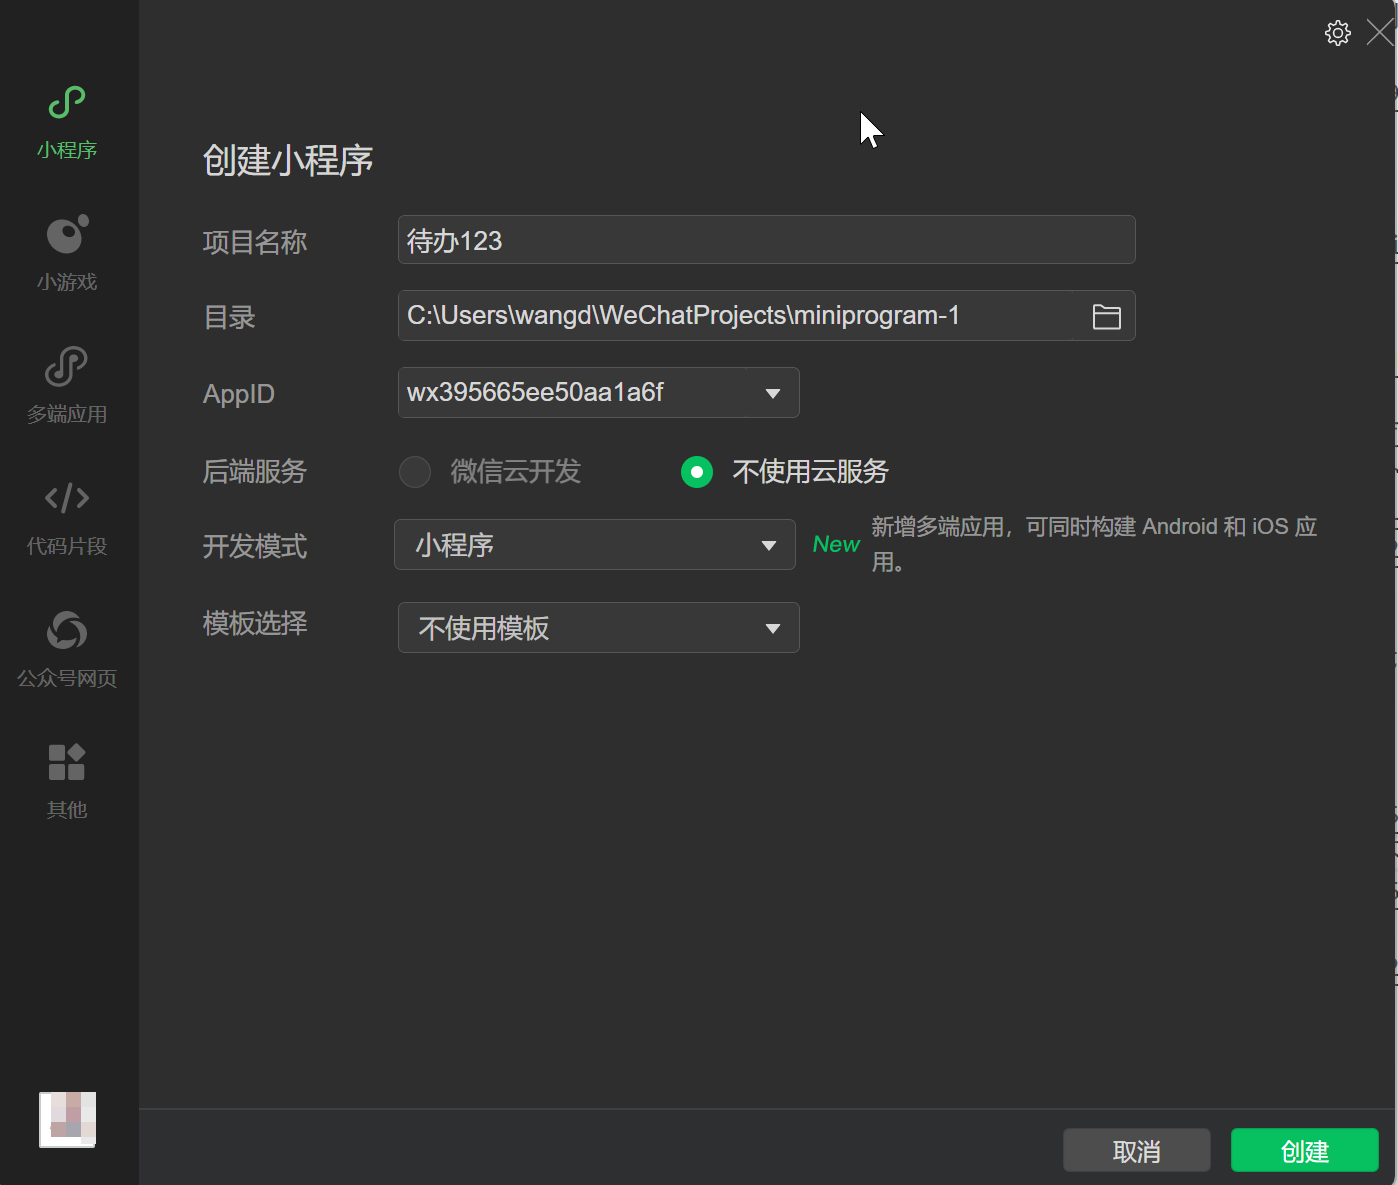 小程序
小游戏
多端应用
代码片段
公众号网页
其他
创建小程序
项目名称 待办123
目录 C:\Users\wangd\WeChatProjects\miniprogram-1
AppID wx395665ee50aa1a6f
后端服务 微信云开发 不使用云服务
开发模式 小程序 New 新增多端应用，可同时构建 Android 和 iOS 应
用。
模板选择 不使用模板
取消 创建